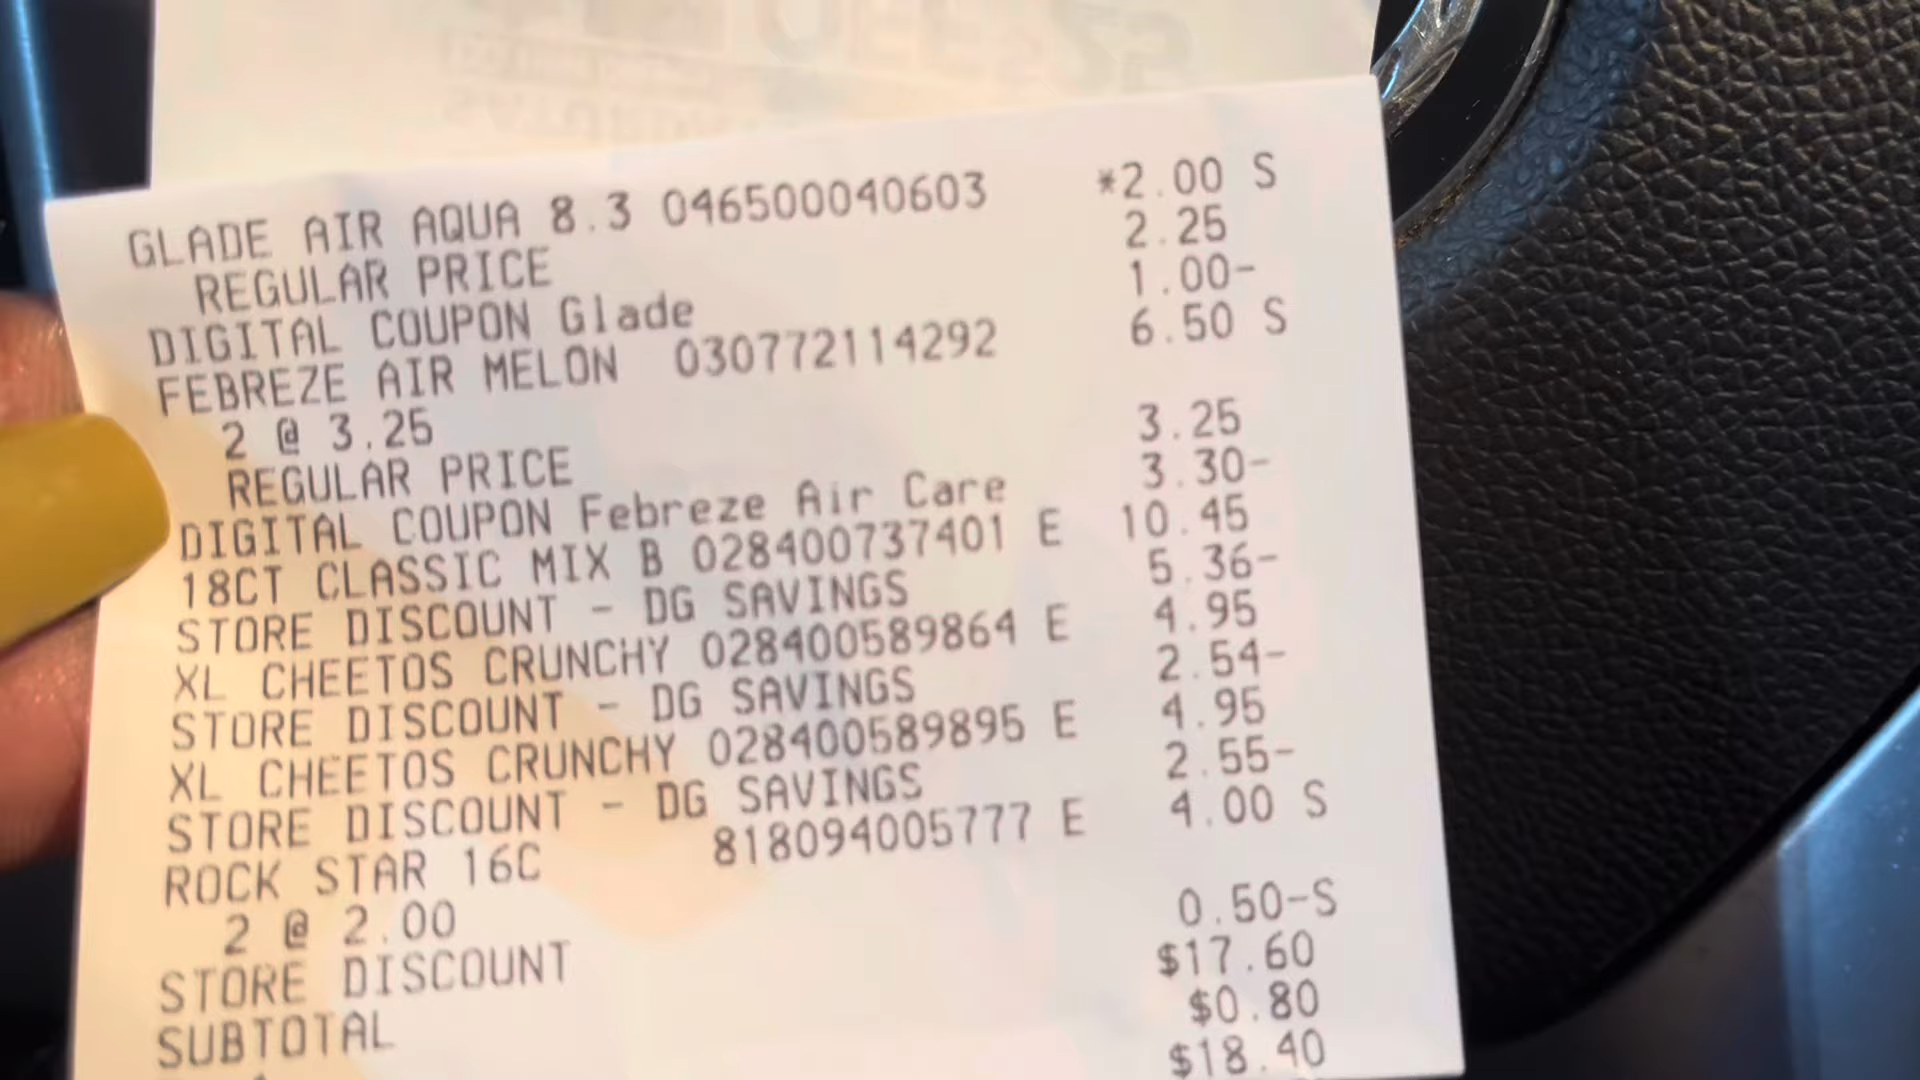 GLADE AIR AQUA 8.3 046500040603 *2.00 S
REGULAR PRICE 2.25
DIGITAL COUPON Glade 1.00-
FEBREZE AIR MELON 030772114292 6.50 S
2 @ 3.25
REGULAR PRICE 3.25
DIGITAL COUPON Febreze Air Care 3.30-
18CT CLASSIC MIX B 028400737401 E 10.45
STORE DISCOUNT - DG SAVINGS 5.36-
XL CHEETOS CRUNCHY 028400589864 E 4.95
STORE DISCOUNT - DG SAVINGS 2.54-
XL CHEETOS CRUNCHY 028400589895 E 4.95
STORE DISCOUNT - DG SAVINGS 2.55-
ROCK STAR 16C 818094005777 E 4.00 S
2 @ 2.00
STORE DISCOUNT 0.50-S
SUBTOTAL $17.60
$0.80
$18.40